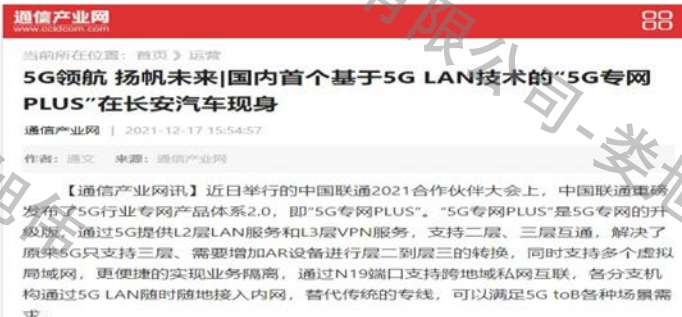 通信产业网
www.ccidcom.com
当前所在位置：首页 》运营
5G领航 扬帆未来|国内首个基于5G LAN技术的“5G专网
PLUS”在长安汽车现身
通信产业网 | 2021-12-17 15:54:57
作者：通文 来源：通信产业网
【通信产业网讯】近日举行的中国联通2021合作伙伴大会上，中国联通重磅
发布了5G行业专网产品体系2.0，即“5G专网PLUS”。“5G专网PLUS”是5G专网的升
级版，通过5G提供L2层LAN服务和L3层VPN服务，支持二层、三层互通，解决了
原来5G只支持三层、需要增加AR设备进行层二到层三的转换，同时支持多个虚拟
局域网，更便捷的实现业务隔离，通过N19端口支持跨地域私网互联，各分支机
构通过5G LAN随时随地接入内网，替代传统的专线，可以满足5G toB各种场景需
求
有限公司-娄旭
旭伟